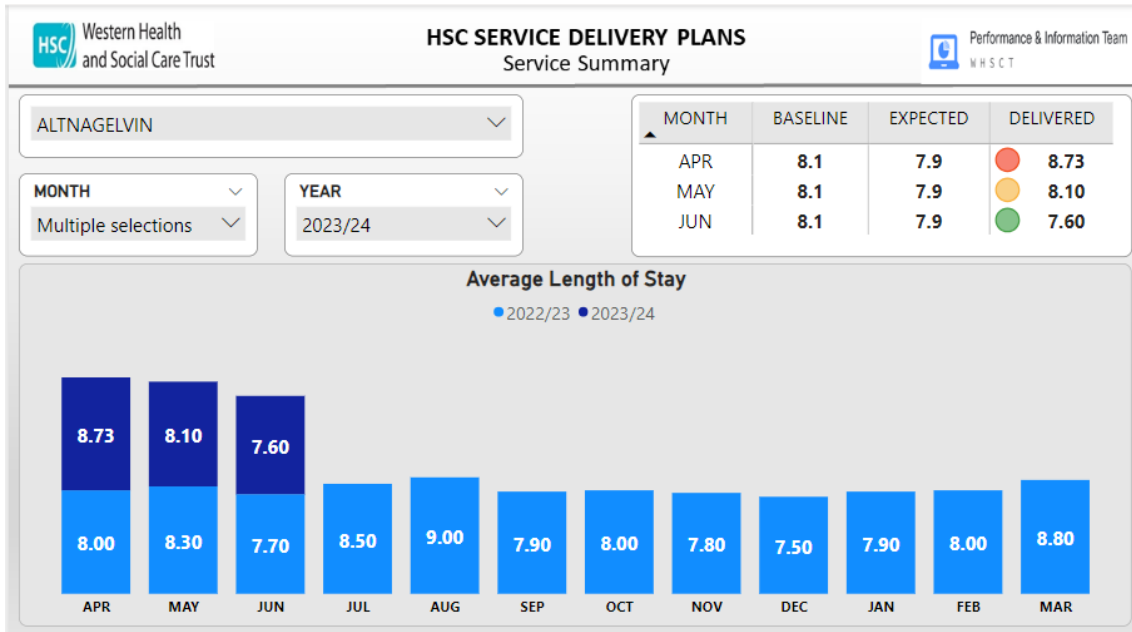 HSC Western Health and Social Care Trust
HSC SERVICE DELIVERY PLANS
Service Summary
Performance & Information Team
WHSCT
ALTNAGELVIN
MONTH
Multiple selections
YEAR
2023/24
MONTH BASELINE EXPECTED DELIVERED
APR 8.1 7.9 8.73
MAY 8.1 7.9 8.10
JUN 8.1 7.9 7.60
Average Length of Stay
2022/23 2023/24
8.73 8.10 7.60
8.00 8.30 7.70 8.50 9.00 7.90 8.00 7.80 7.50 7.90 8.00 8.80
APR MAY JUN JUL AUG SEP OCT NOV DEC JAN FEB MAR